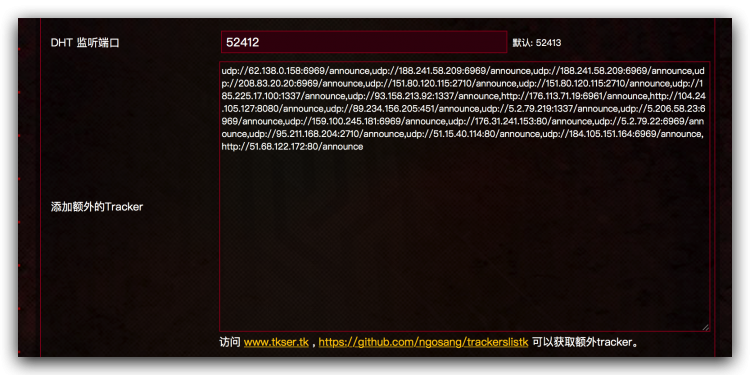 DHT 监听端口
52412
默认: 52413
添加额外的Tracker
udp://62.138.0.158:6969/announce,udp://188.241.58.209:6969/announce,udp://188.241.58.209:6969/announce,ud
p://208.83.20.20:6969/announce,udp://151.80.120.115:2710/announce,udp://151.80.120.115:2710/announce,udp://1
85.225.17.100:1337/announce,udp://93.158.213.92:1337/announce,http://176.113.71.19:6961/announce,http://104.24
.105.127:8080/announce,udp://89.234.156.205:451/announce,udp://5.2.79.219:1337/announce,udp://5.206.58.23:6
969/announce,udp://159.100.245.181:6969/announce,udp://176.31.241.153:80/announce,udp://5.2.79.22:6969/ann
ounce,udp://95.211.168.204:2710/announce,udp://51.15.40.114:80/announce,udp://184.105.151.164:6969/announce,
http://51.68.122.172:80/announce
访问 www.tkser.tk , https://github.com/ngosang/trackerslistk 可以获取额外tracker。